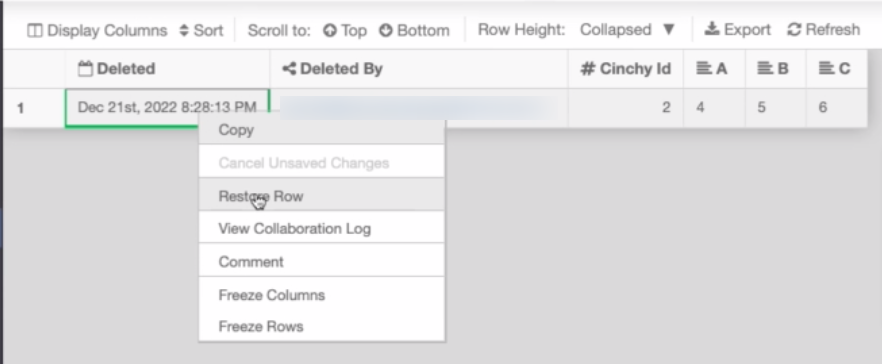 Display Columns Sort Scroll to: Top Bottom Row Height: Collapsed ▼ Export Refresh
Deleted Deleted By # Cinchy Id A B C
1 Dec 21st, 2022 8:28:13 PM 2 4 5 6
Copy
Cancel Unsaved Changes
Restore Row
View Collaboration Log
Comment
Freeze Columns
Freeze Rows